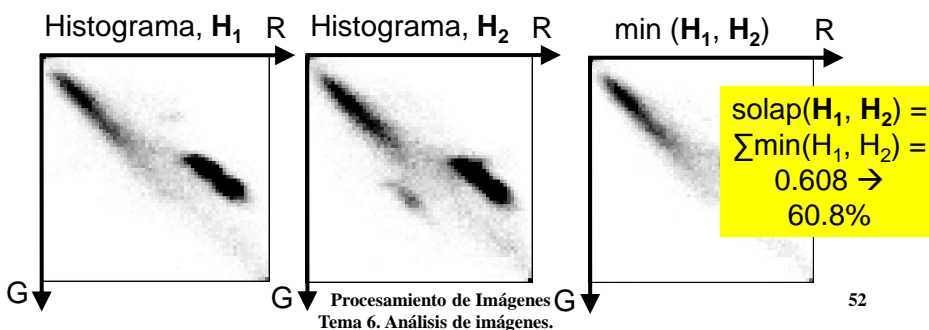 Histograma, H1 R
Histograma, H2 R
min (H1, H2) R
solap(H1, H2) =
∑min(H1, H2) =
0.608 →
60.8%
G
G
Procesamiento de Imágenes
Tema 6. Análisis de imágenes.
52